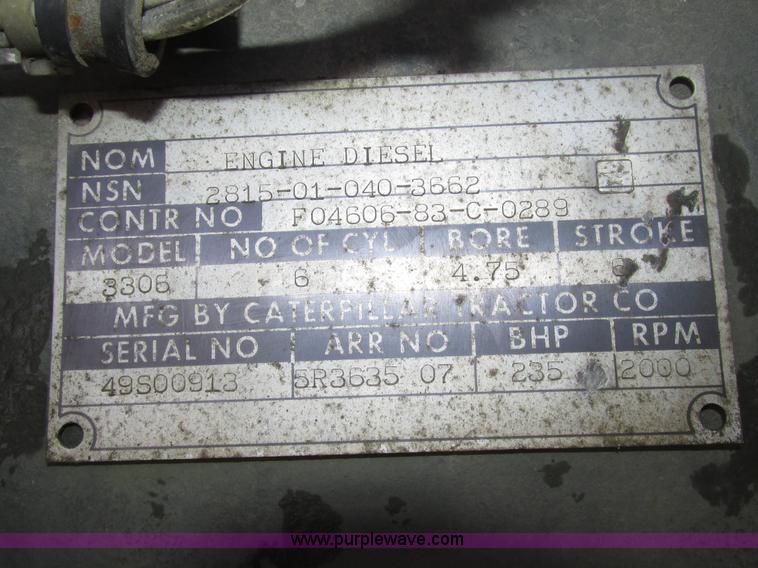 NOM ENGINE DIESEL
NSN 2815-01-040-3662
CONTR NO F04606-83-C-0289
MODEL NO OF CYL BORE STROKE
3306 6 4.75
MFG BY CATERPILLAR TRACTOR CO
SERIAL NO ARR NO BHP RPM
49S00913 5R3635 07 235 2000
www.purplewave.com